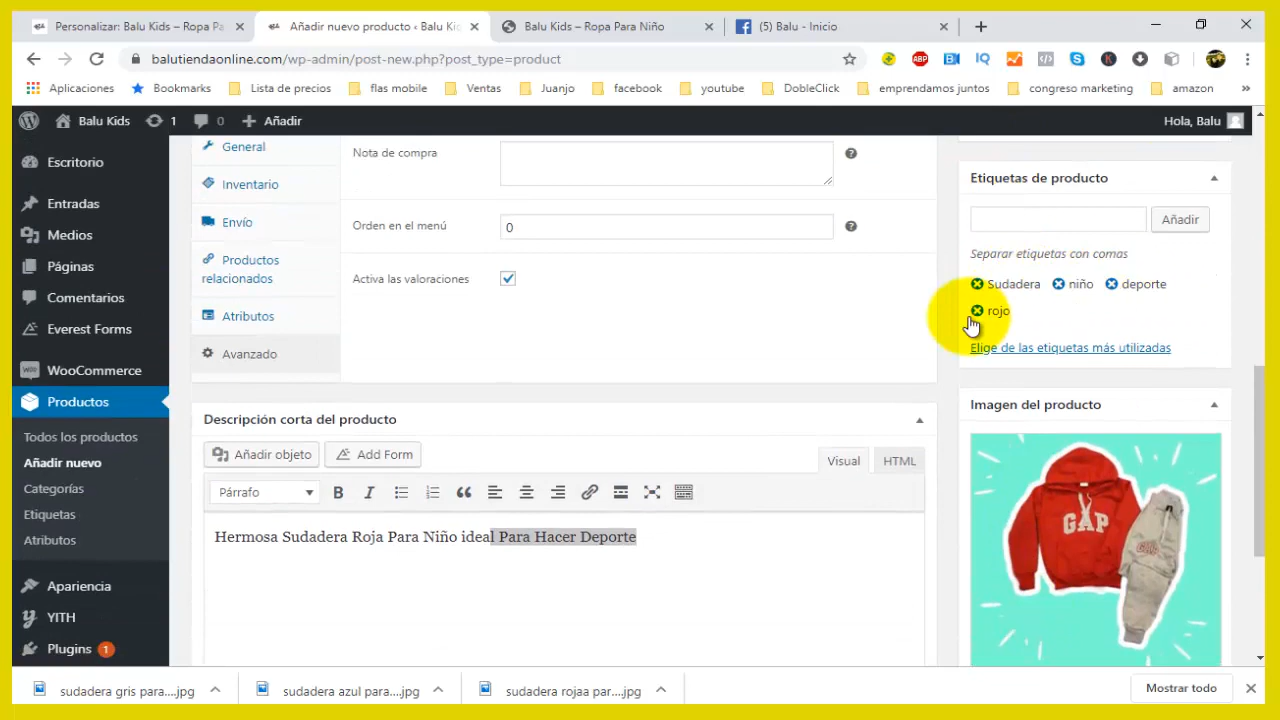 Personalizar: Balu Kids – Ropa Pa
Añadir nuevo producto ‹ Balu Kid
Balu Kids – Ropa Para Niño
(5) Balu - Inicio
balutiendaonline.com/wp-admin/post-new.php?post_type=product
Aplicaciones
Bookmarks
Lista de precios
flas mobile
Ventas
Juanjo
facebook
youtube
DobleClick
emprendamos juntos
congreso marketing
amazon
Balu Kids
1
0
Añadir
Hola, Balu
Escritorio
Entradas
Medios
Páginas
Comentarios
Everest Forms
WooCommerce
Productos
Todos los productos
Añadir nuevo
Categorías
Etiquetas
Atributos
Apariencia
YITH
Plugins 1
General
Inventario
Envío
Productos
relacionados
Atributos
Avanzado
Nota de compra
Orden en el menú
0
Activa las valoraciones
Descripción corta del producto
Añadir objeto
Add Form
Visual
HTML
Párrafo
Hermosa Sudadera Roja Para Niño ideal Para Hacer Deporte
Etiquetas de producto
Añadir
Separar etiquetas con comas
Sudadera
niño
deporte
rojo
Elige de las etiquetas más utilizadas
Imagen del producto
GAP
sudadera gris para....jpg
sudadera azul para....jpg
sudadera rojaa par....jpg
Mostrar todo